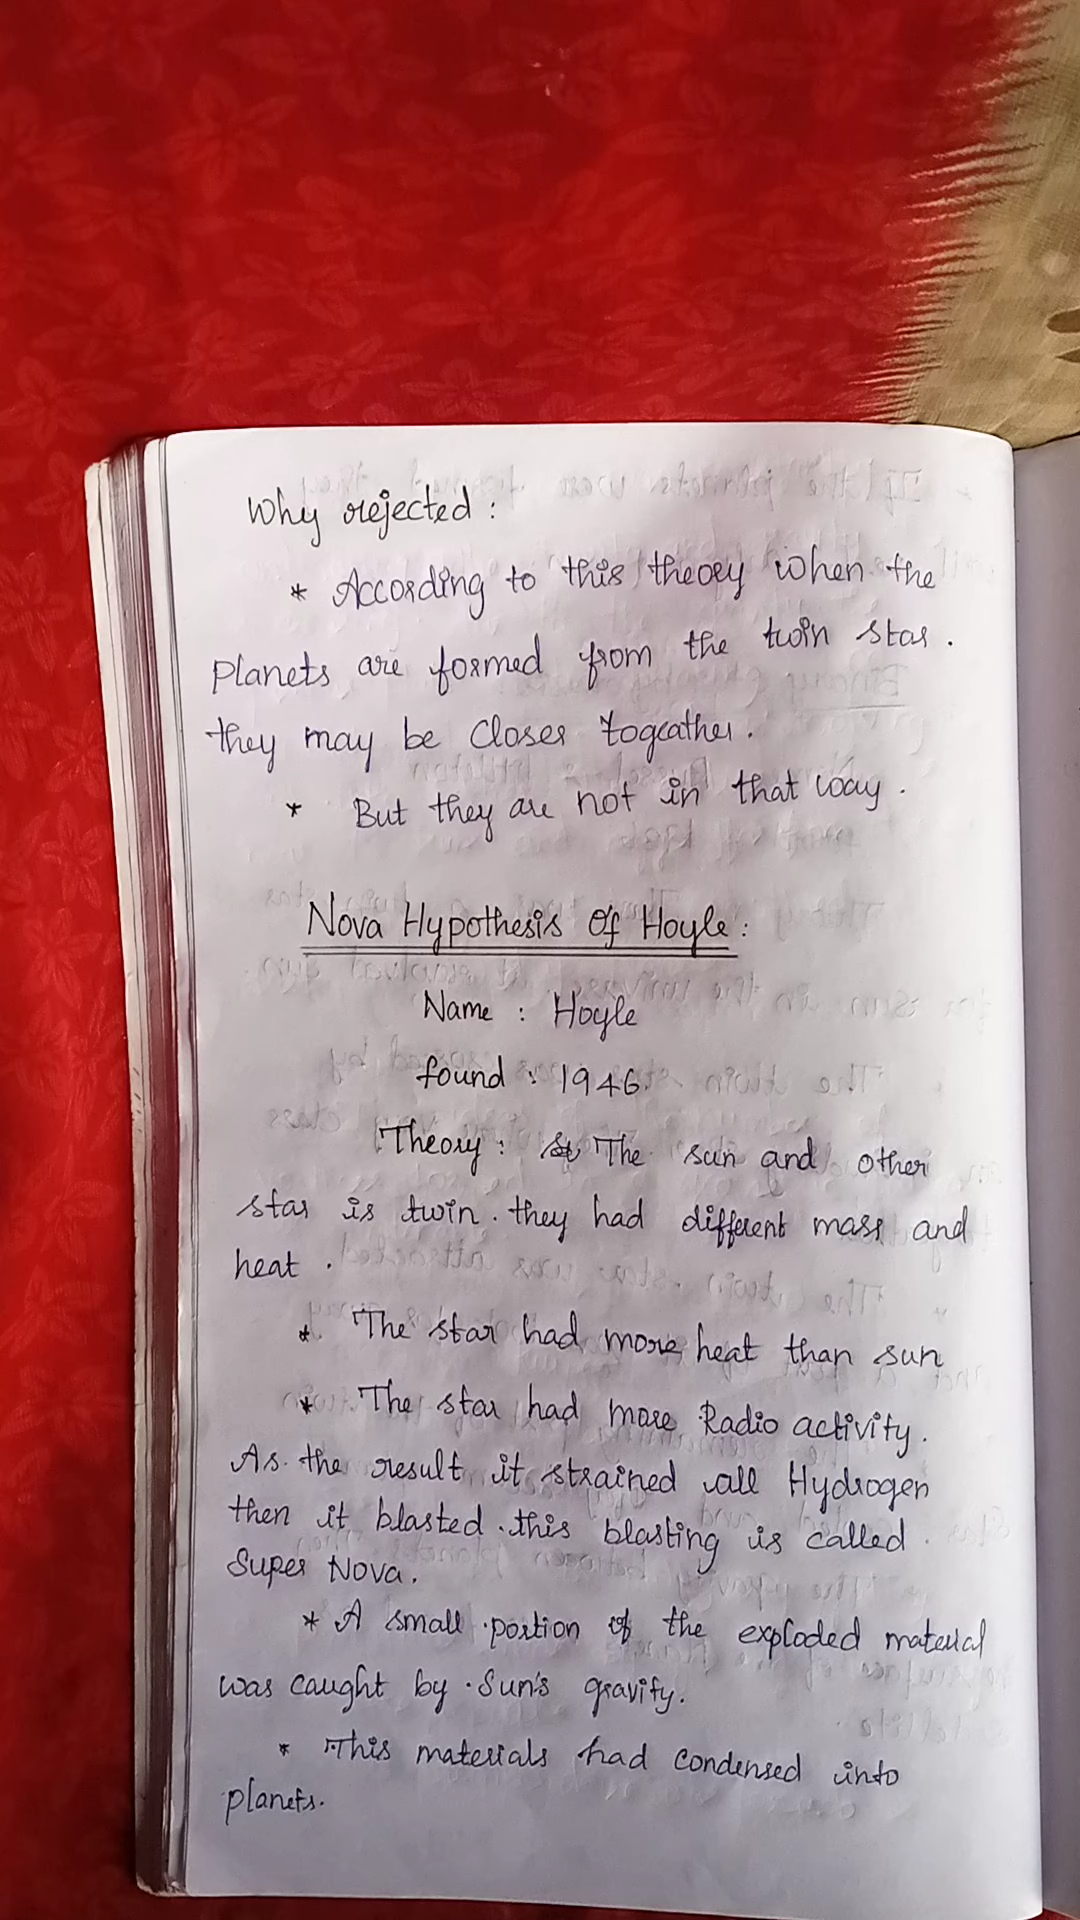 Why rejected :
* According to this theory when the
planets are formed from the twin star.
they may be closer togeather.
* But they are not in that way.
Nova Hypothesis Of Hoyle :
Name : Hoyle
found : 1946.
Theory : The sun and other
star is twin. they had different mass and
heat.
* The star had more heat than sun
* The star had more Radio activity.
As the result it strained all Hydrogen
then it blasted. this blasting is called
Super Nova.
* A small portion of the exploded material
was caught by Sun's gravity.
* This materials had condensed into
planets.